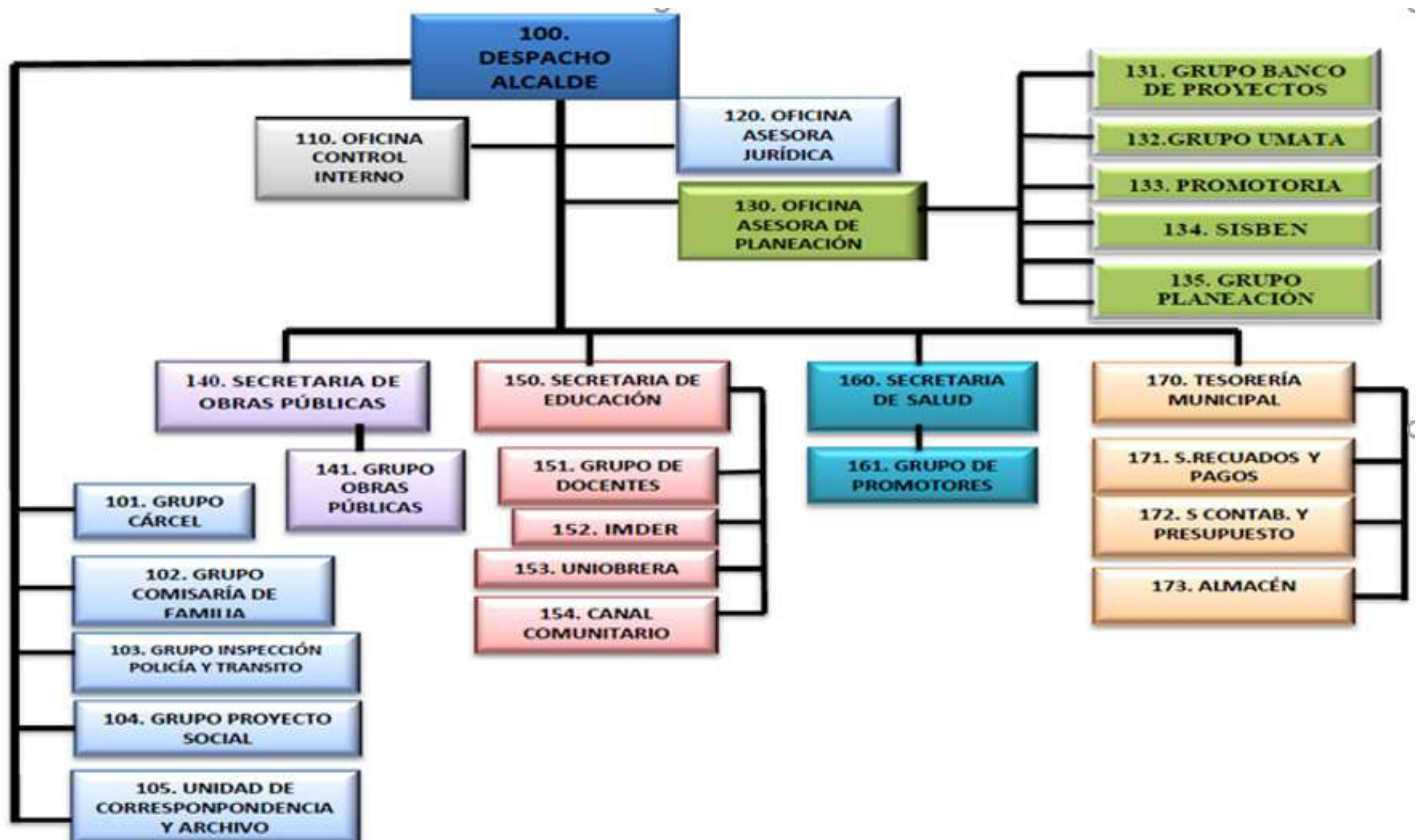 100.
DESPACHO
ALCALDE
110. OFICINA
CONTROL
INTERNO
120. OFICINA
ASESORA
JURÍDICA
130. OFICINA
ASESORA DE
PLANEACIÓN
131. GRUPO BANCO
DE PROYECTOS
132.GRUPO UMATA
133. PROMOTORIA
134. SISBEN
135. GRUPO
PLANEACIÓN
140. SECRETARIA DE
OBRAS PÚBLICAS
141. GRUPO
OBRAS
PÚBLICAS
150. SECRETARIA DE
EDUCACIÓN
151. GRUPO DE
DOCENTES
152. IMDER
153. UNIOBRERA
154. CANAL
COMUNITARIO
160. SECRETARIA
DE SALUD
161. GRUPO DE
PROMOTORES
170. TESORERÍA
MUNICIPAL
171. S.RECUADOS Y
PAGOS
172. S CONTAB. Y
PRESUPUESTO
173. ALMACÉN
101. GRUPO
CÁRCEL
102. GRUPO
COMISARÍA DE
FAMILIA
103. GRUPO INSPECCIÓN
POLICÍA Y TRANSITO
104. GRUPO PROYECTO
SOCIAL
105. UNIDAD DE
CORRESPONPONDENCIA
Y ARCHIVO